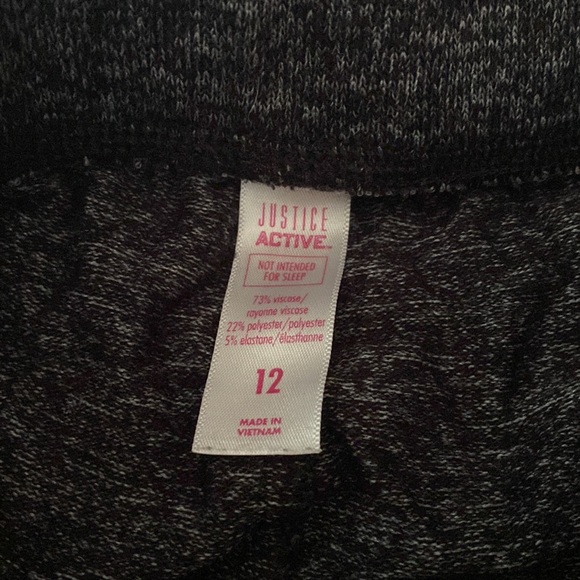 JUSTICE
ACTIVE™
NOT INTENDED
FOR SLEEP
73% viscose/
rayonne viscose
22% polyester/polyester
5% elastane/élasthanne
12
MADE IN
VIETNAM